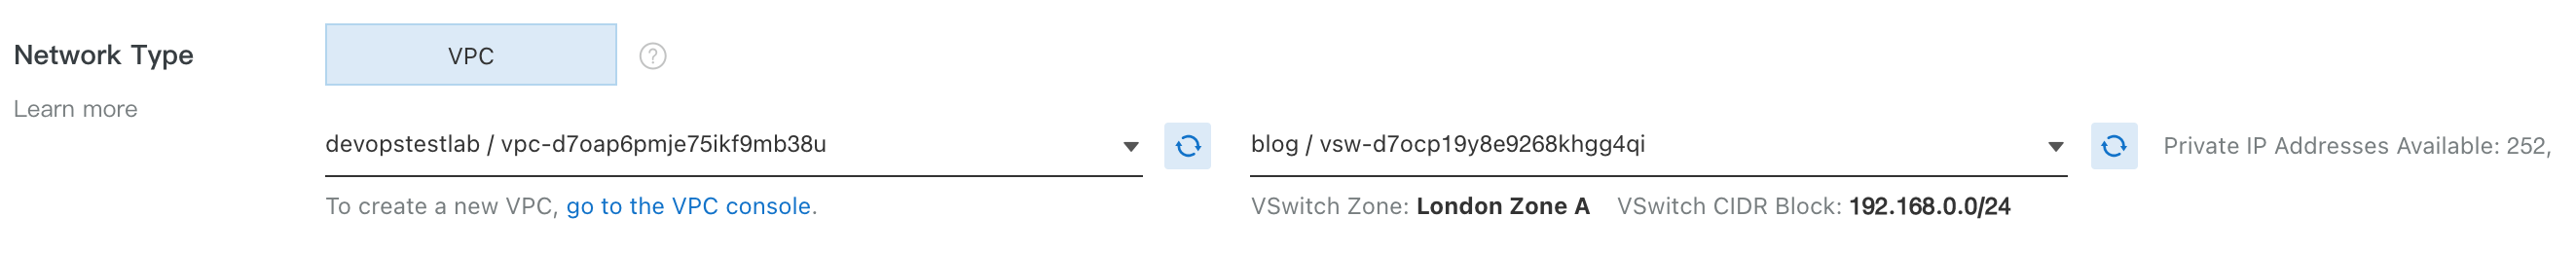 Network Type
VPC
?
Learn more
devopstestlab / vpc-d7oap6pmje75ikf9mb38u
blog / vsw-d7ocp19y8e9268khgg4qi
Private IP Addresses Available: 252,
To create a new VPC, go to the VPC console.
VSwitch Zone: London Zone A VSwitch CIDR Block: 192.168.0.0/24